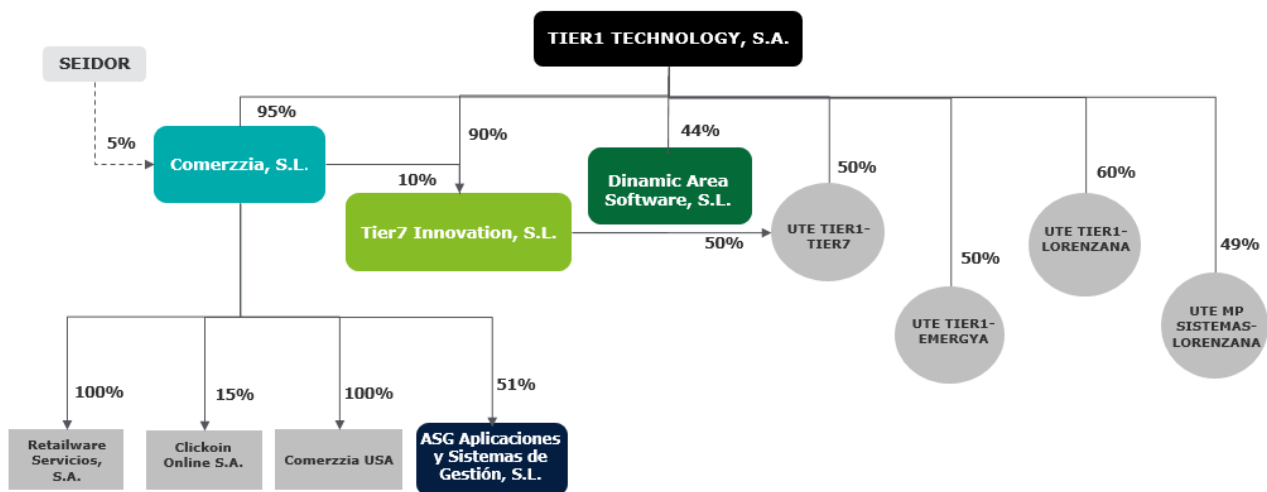 TIER1 TECHNOLOGY, S.A.
SEIDOR
95%
5%
90%
44%
50%
60%
Comerzzia, S.L.
10%
Dinamic Area
Software, S.L.
Tier7 Innovation, S.L.
50%
UTE TIER1-
TIER7
UTE TIER1-
LORENZANA
50%
49%
UTE TIER1-
EMERGYA
UTE MP
SISTEMAS-
LORENZANA
100%
15%
100%
51%
Retailware
Servicios,
S.A.
Clickoin
Online S.A.
Comerzzia USA
ASG Aplicaciones
y Sistemas de
Gestión, S.L.